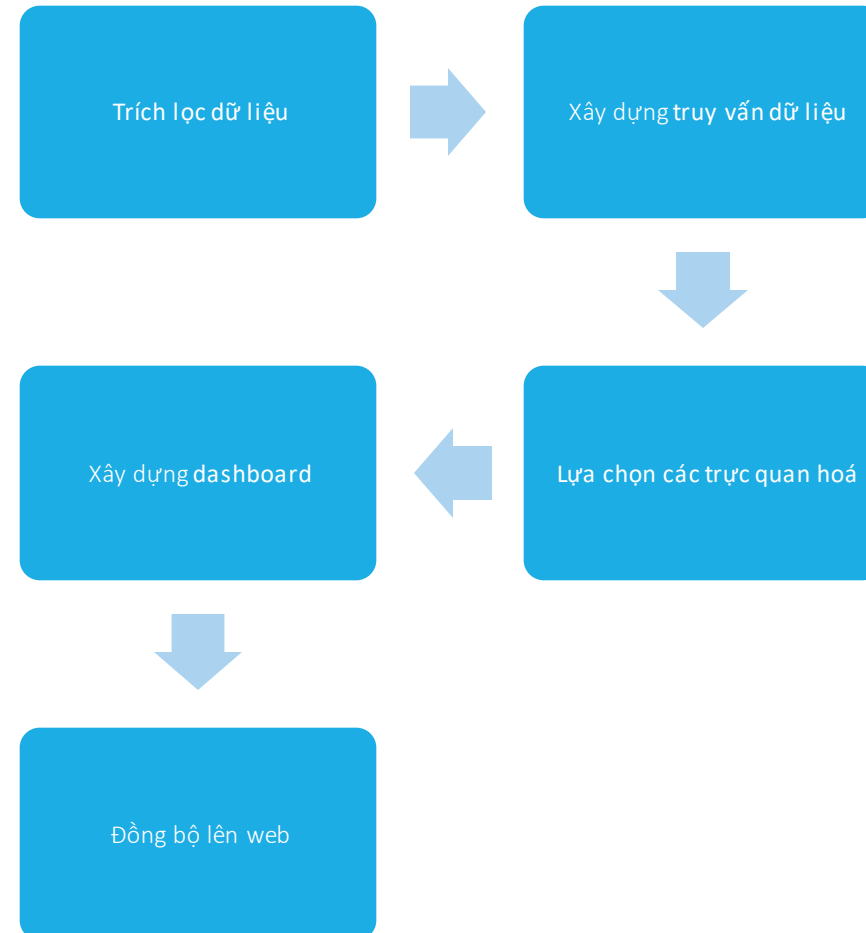 Trích lọc dữ liệu
Xây dựng truy vấn dữ liệu
Lựa chọn các trực quan hoá
Xây dựng dashboard
Đồng bộ lên web